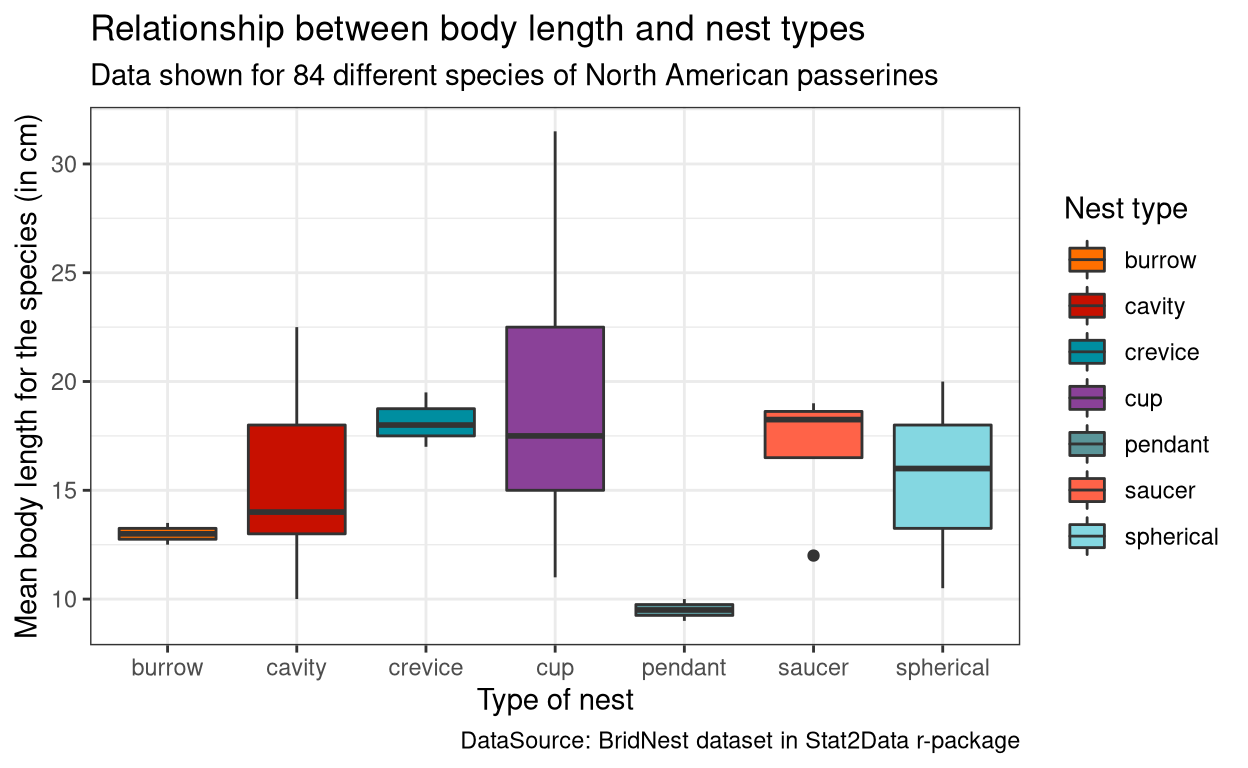 Relationship between body length and nest types
Data shown for 84 different species of North American passerines
Mean body length for the species (in cm)
30
25
20
15
10
burrow cavity crevice cup pendant saucer spherical
Type of nest
DataSource: BridNest dataset in Stat2Data r-package
Nest type
burrow
cavity
crevice
cup
pendant
saucer
spherical